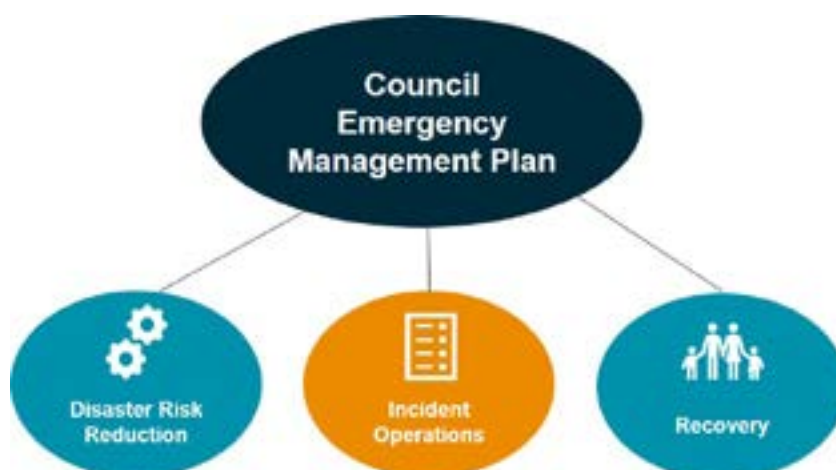 Council
Emergency
Management Plan
Disaster Risk
Reduction
Incident
Operations
Recovery